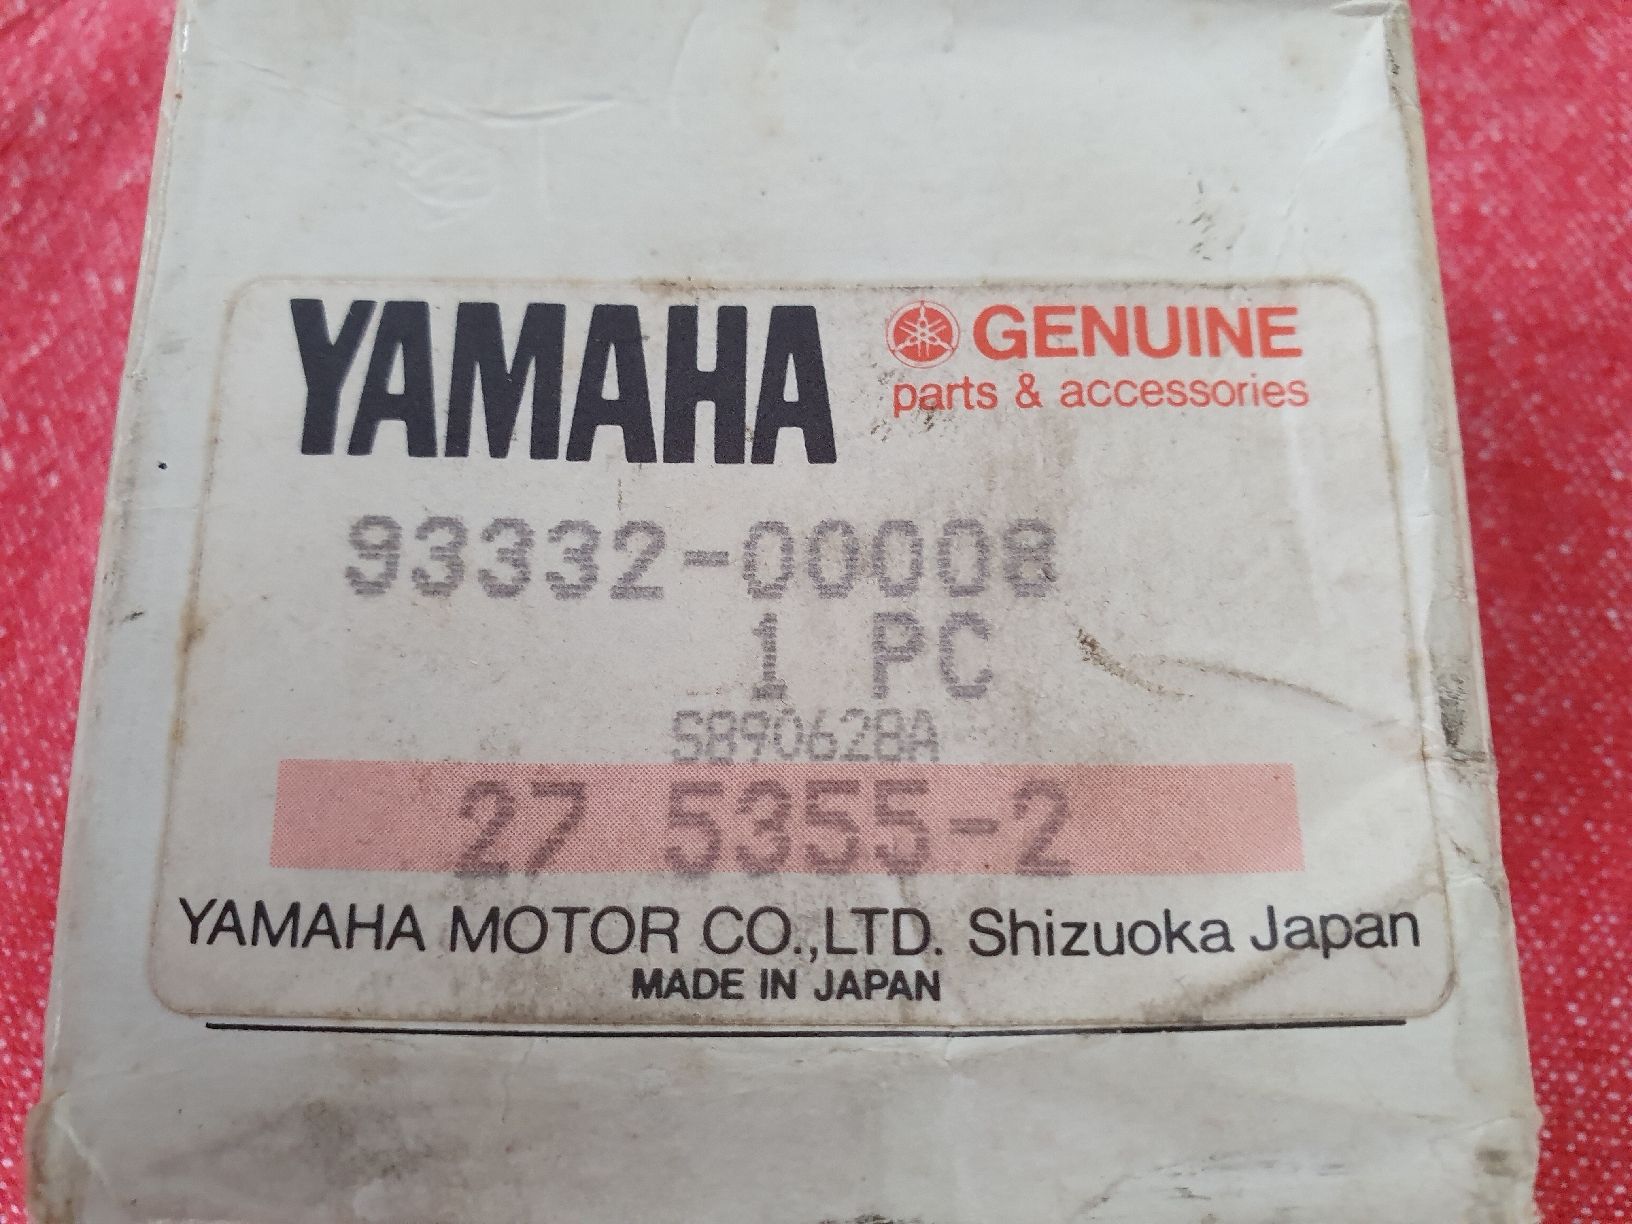 YAMAHA GENUINE
parts & accessories
93332-00008
1 PC
S890628A
27 5355-2
YAMAHA MOTOR CO.,LTD. Shizuoka Japan
MADE IN JAPAN